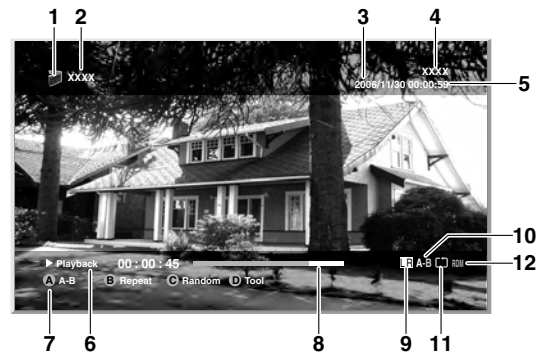 1 2 3 4
XXXX XXXX
2006/11/30 00:00:59 5
Playback 00:00:45 LR A-B RDM 10
A A-B B Repeat C Random D Tool 12
7 6 8 9 11